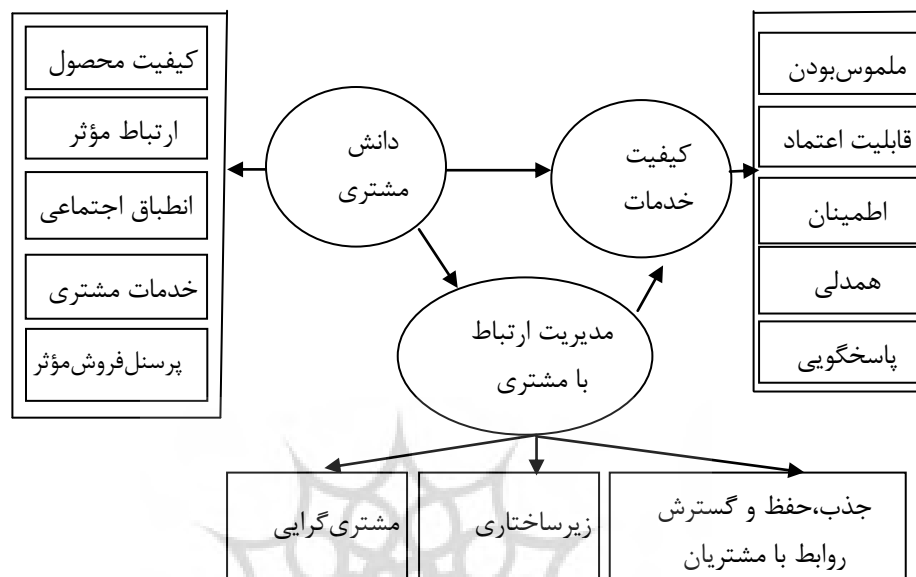 ملموس‌بودن
قابلیت اعتماد
اطمینان
همدلی
پاسخگویی
کیفیت
خدمات
دانش
مشتری
مدیریت ارتباط
با مشتری
کیفیت محصول
ارتباط مؤثر
انطباق اجتماعی
خدمات مشتری
پرسنل‌فروش‌مؤثر
جذب،حفظ و گسترش
روابط با مشتریان
زیرساختاری
مشتری‌گرایی